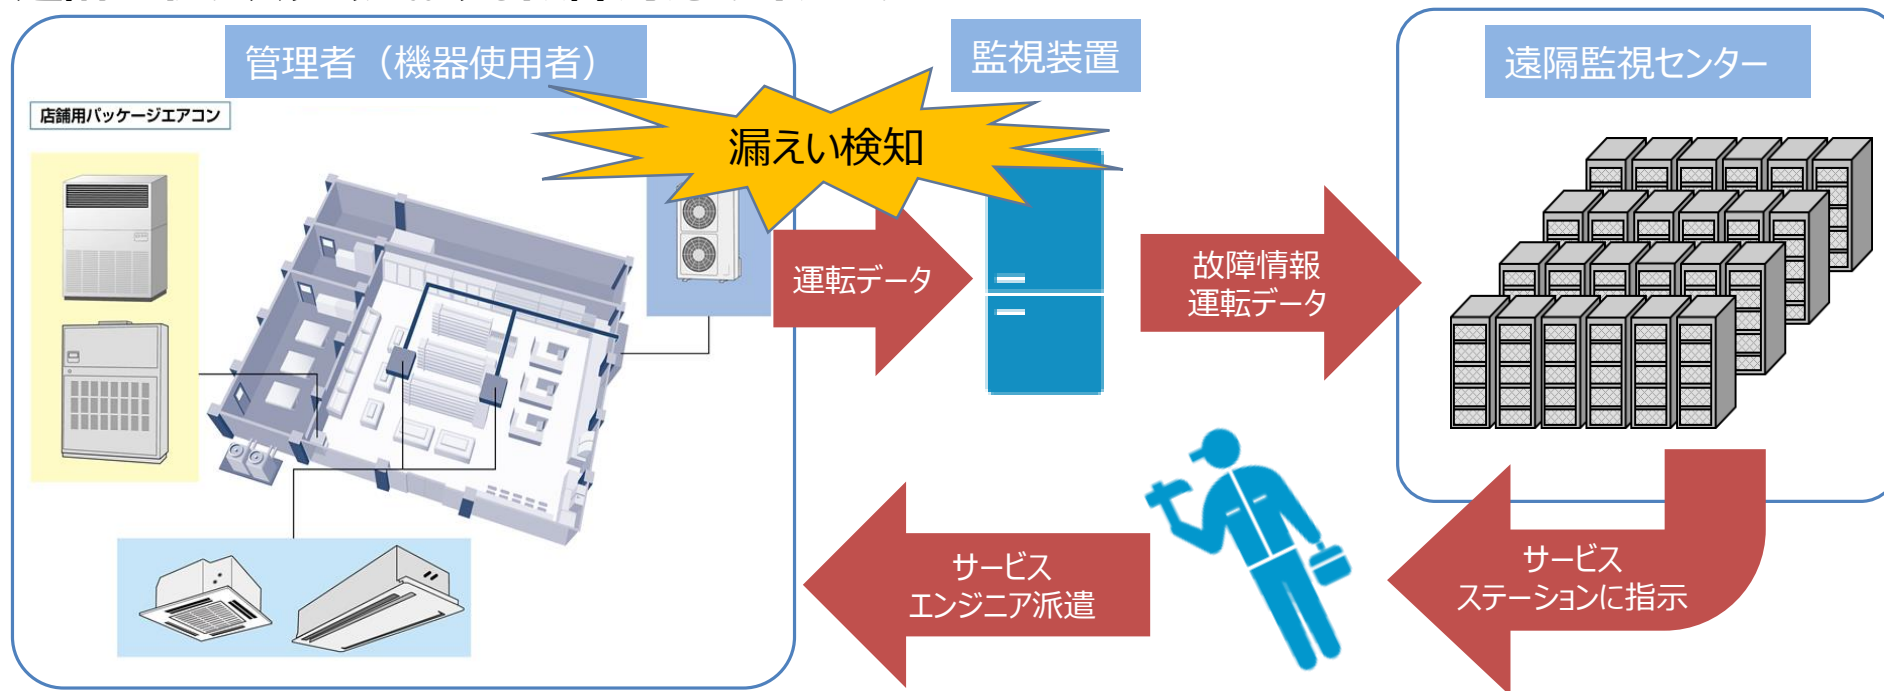 管理者（機器使用者）
監視装置
遠隔監視センター
店舗用パッケージエアコン
漏えい検知
運転データ
故障情報
運転データ
サービス
エンジニア派遣
サービス
ステーションに指示